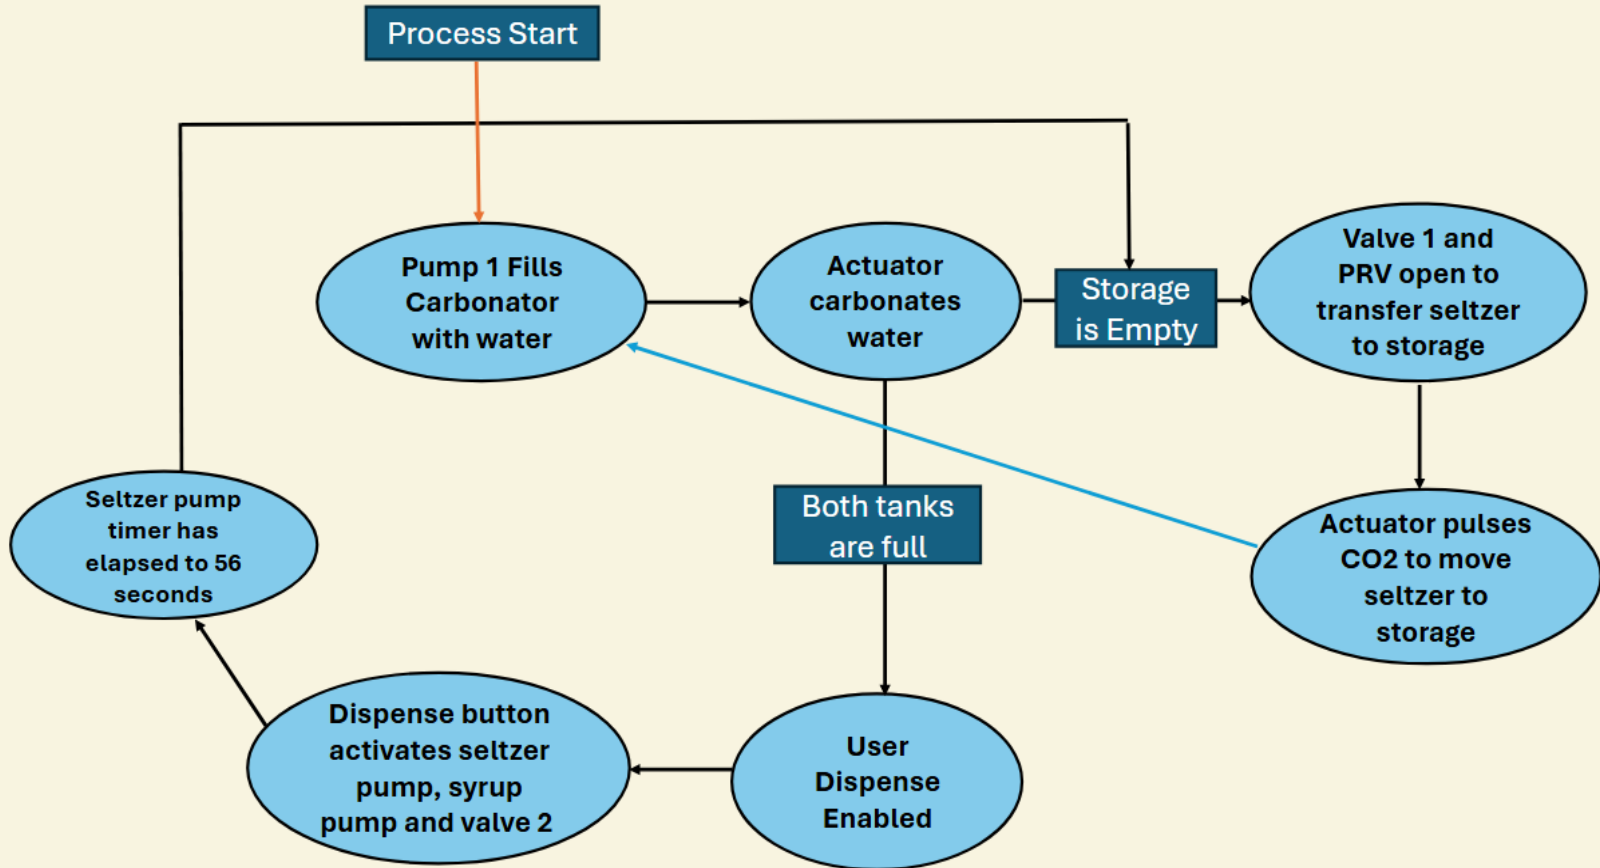 Process Start
Pump 1 Fills
Carbonator
with water
Actuator
carbonates
water
Storage
is Empty
Valve 1 and
PRV open to
transfer seltzer
to storage
Actuator pulses
CO2 to move
seltzer to
storage
Both tanks
are full
User
Dispense
Enabled
Dispense button
activates seltzer
pump, syrup
pump and valve 2
Seltzer pump
timer has
elapsed to 56
seconds